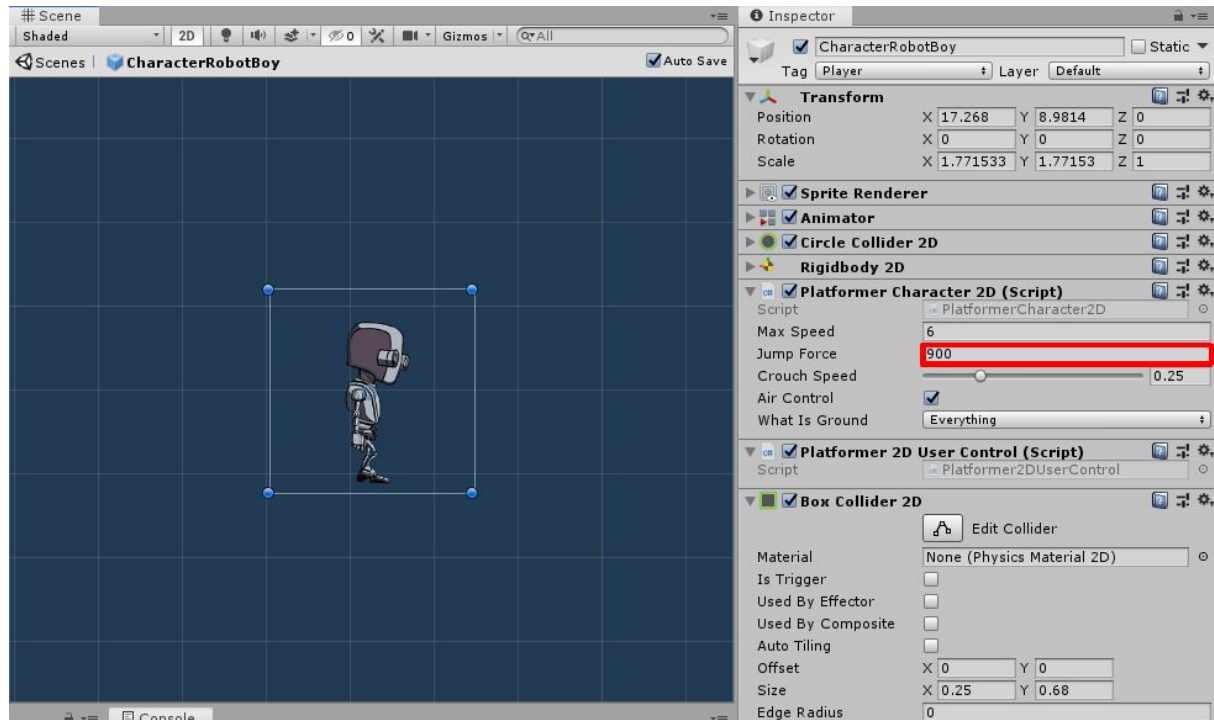 # Scene
Shaded 2D 0 Gizmos All
Scenes | CharacterRobotBoy Auto Save
Console
Inspector
CharacterRobotBoy Static
Tag Player Layer Default
Transform
Position X 17.268 Y 8.9814 Z 0
Rotation X 0 Y 0 Z 0
Scale X 1.771533 Y 1.77153 Z 1
Sprite Renderer
Animator
Circle Collider 2D
Rigidbody 2D
Platformer Character 2D (Script)
Script PlatformerCharacter2D
Max Speed 6
Jump Force 900
Crouch Speed 0.25
Air Control
What Is Ground Everything
Platformer 2D User Control (Script)
Script Platformer2DUserControl
Box Collider 2D
Edit Collider
Material None (Physics Material 2D)
Is Trigger
Used By Effector
Used By Composite
Auto Tiling
Offset X 0 Y 0
Size X 0.25 Y 0.68
Edge Radius 0